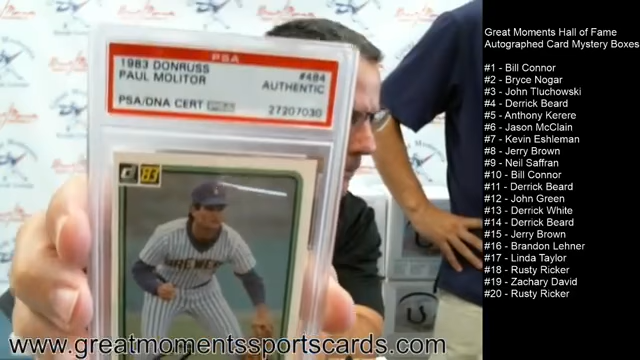 PSA
1983 DONRUSS #484
PAUL MOLITOR AUTHENTIC
PSA/DNA CERT PSA 27207030
83
BREWERS
www.greatmomentssportscards.com
Great Moments Hall of Fame
Autographed Card Mystery Boxes
#1 - Bill Connor
#2 - Bryce Nogar
#3 - John Tluchowski
#4 - Derrick Beard
#5 - Anthony Kerere
#6 - Jason McClain
#7 - Kevin Eshleman
#8 - Jerry Brown
#9 - Neil Saffran
#10 - Bill Connor
#11 - Derrick Beard
#12 - John Green
#13 - Derrick White
#14 - Derrick Beard
#15 - Jerry Brown
#16 - Brandon Lehner
#17 - Linda Taylor
#18 - Rusty Ricker
#19 - Zachary David
#20 - Rusty Ricker